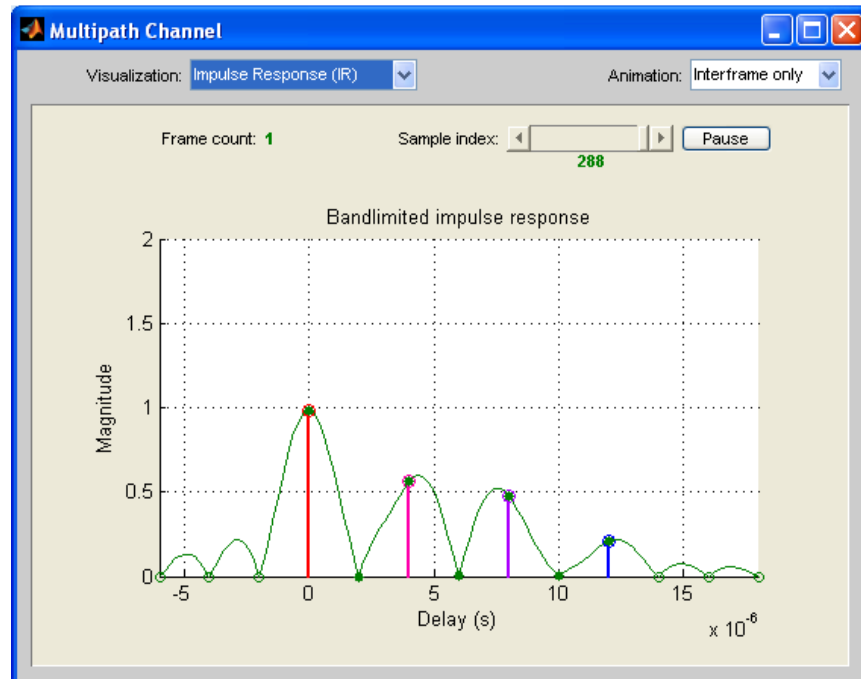 Multipath Channel
Visualization: Impulse Response (IR) Animation: Interframe only
Frame count: 1 Sample index: Pause
288
Bandlimited impulse response
2
1.5
1
0.5
0
Magnitude
-5 0 5 10 15
Delay (s)
x 10⁻⁶